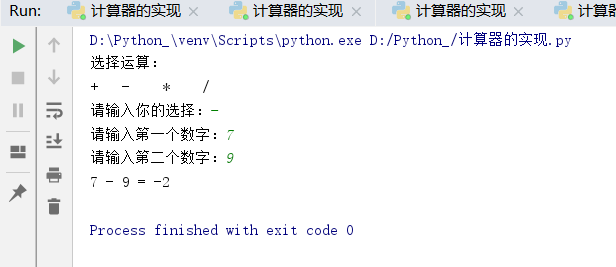 Run: 计算器的实现 计算器的实现 计算器的实现 计算器的实现
D:\Python_\venv\Scripts\python.exe D:/Python_/计算器的实现.py
选择运算：
+ - * /
请输入你的选择：-
请输入第一个数字：7
请输入第二个数字：9
7 - 9 = -2
Process finished with exit code 0